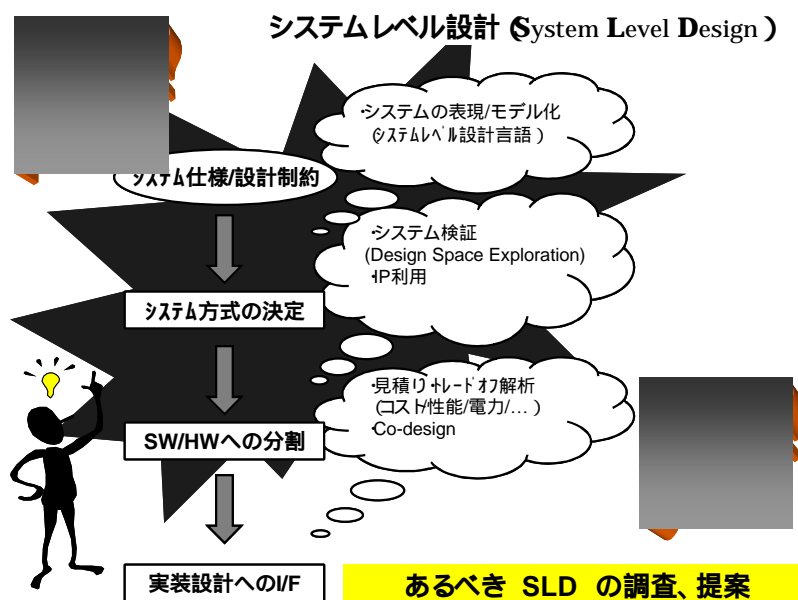 システムレベル設計（System Level Design）
・システムの表現/モデル化
（ｼｽﾃﾑﾚﾍﾞﾙ設計言語）
ｼｽﾃﾑ仕様/設計制約
・システム検証
(Design Space Exploration)
・IP利用
ｼｽﾃﾑ方式の決定
・見積り・ﾄﾚｰﾄﾞｵﾌ解析
（コスト/性能/電力/…）
・Co-design
SW/HWへの分割
実装設計へのI/F
あるべき SLD の調査、提案